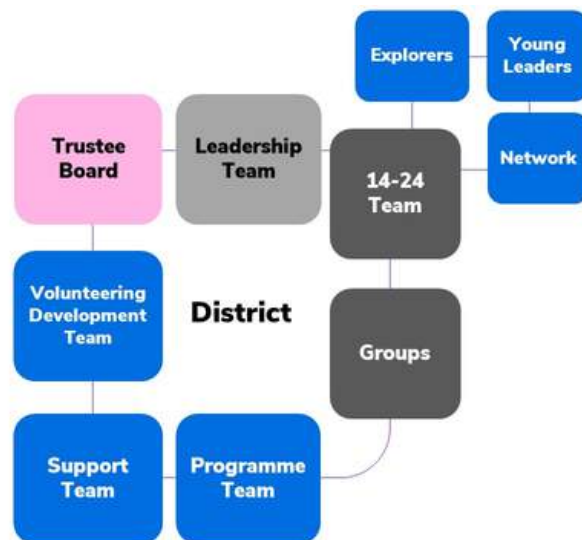 Explorers
Young
Leaders
Trustee
Board
Leadership
Team
14-24
Team
Network
Volunteering
Development
Team
District
Groups
Support
Team
Programme
Team